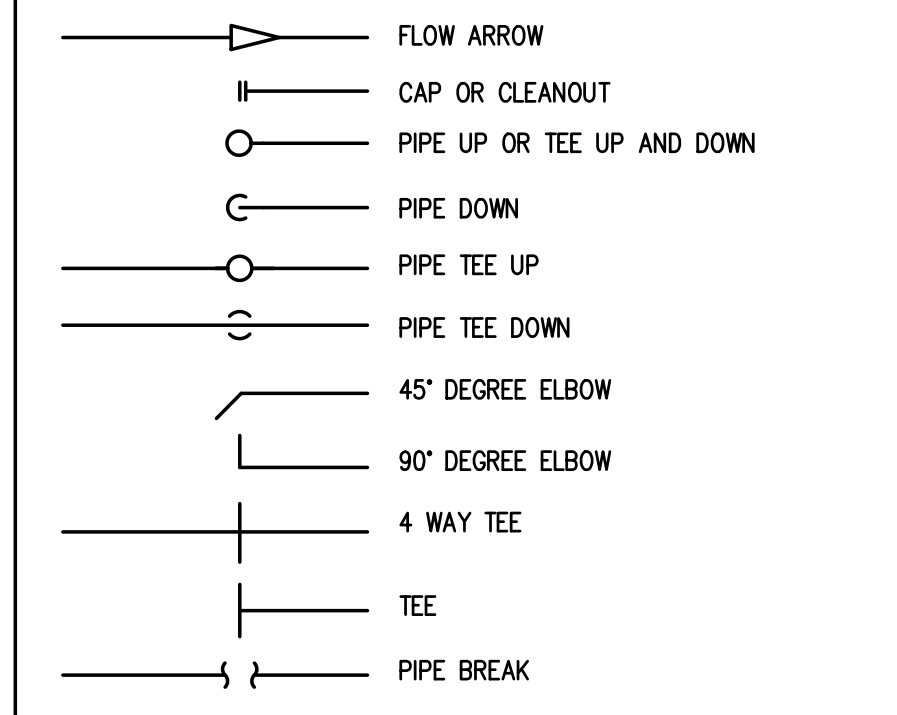 FLOW ARROW
CAP OR CLEANOUT
PIPE UP OR TEE UP AND DOWN
PIPE DOWN
PIPE TEE UP
PIPE TEE DOWN
45° DEGREE ELBOW
90° DEGREE ELBOW
4 WAY TEE
TEE
PIPE BREAK